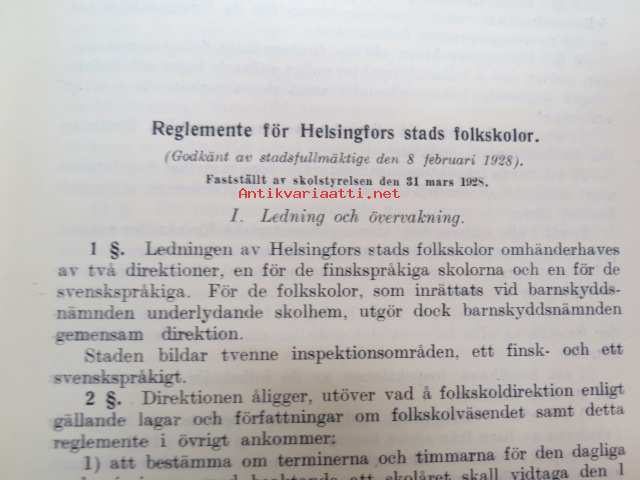 Reglemente för Helsingfors stads folkskolor.
(Godkänt av stadsfullmäktige den 8 februari 1928).
Fastställt av skolstyrelsen den 31 mars 1928.
Antikvariaatti.net
I. Ledning och övervakning.
1 §. Ledningen av Helsingfors stads folkskolor omhänderhaves
av två direktioner, en för de finskspråkiga skolorna och en för de
svenskspråkiga. För de folkskolor, som inrättats vid barnskydds-
nämnden underlydande skolhem, utgör dock barnskyddsnämnden
gemensam direktion.
Staden bildar tvenne inspektionsområden, ett finsk- och ett
svenskspråkigt.
2 §. Direktionen åligger, utöver vad å folkskoldirektion enligt
gällande lagar och författningar om folkskolväsendet samt detta
reglemente i övrigt ankommer:
1) att bestämma om terminerna och timmarna för den dagliga
skolåret skall vidtaga den 1